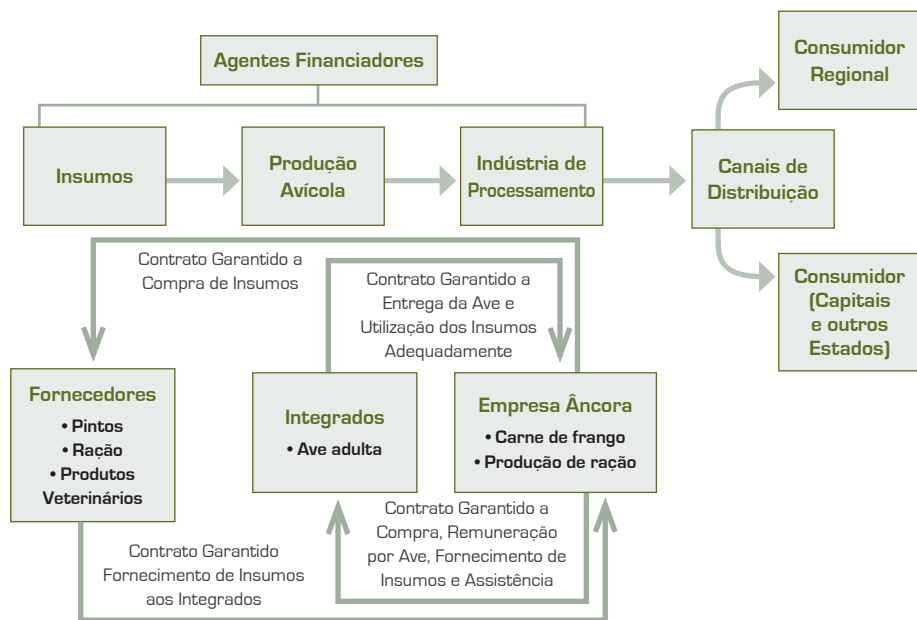 Agentes Financiadores
Consumidor
Regional
Insumos
Produção
Avícola
Indústria de
Processamento
Canais de
Distribuição
Consumidor
(Capitais
e outros
Estados)
Contrato Garantido a
Compra de Insumos
Contrato Garantido a
Entrega da Ave e
Utilização dos Insumos
Adequadamente
Fornecedores
• Pintos
• Ração
• Produtos
Veterinários
Integrados
• Ave adulta
Empresa Âncora
• Carne de frango
• Produção de ração
Contrato Garantido
Fornecimento de Insumos
aos Integrados
Contrato Garantido a
Compra, Remuneração
por Ave, Fornecimento de
Insumos e Assistência